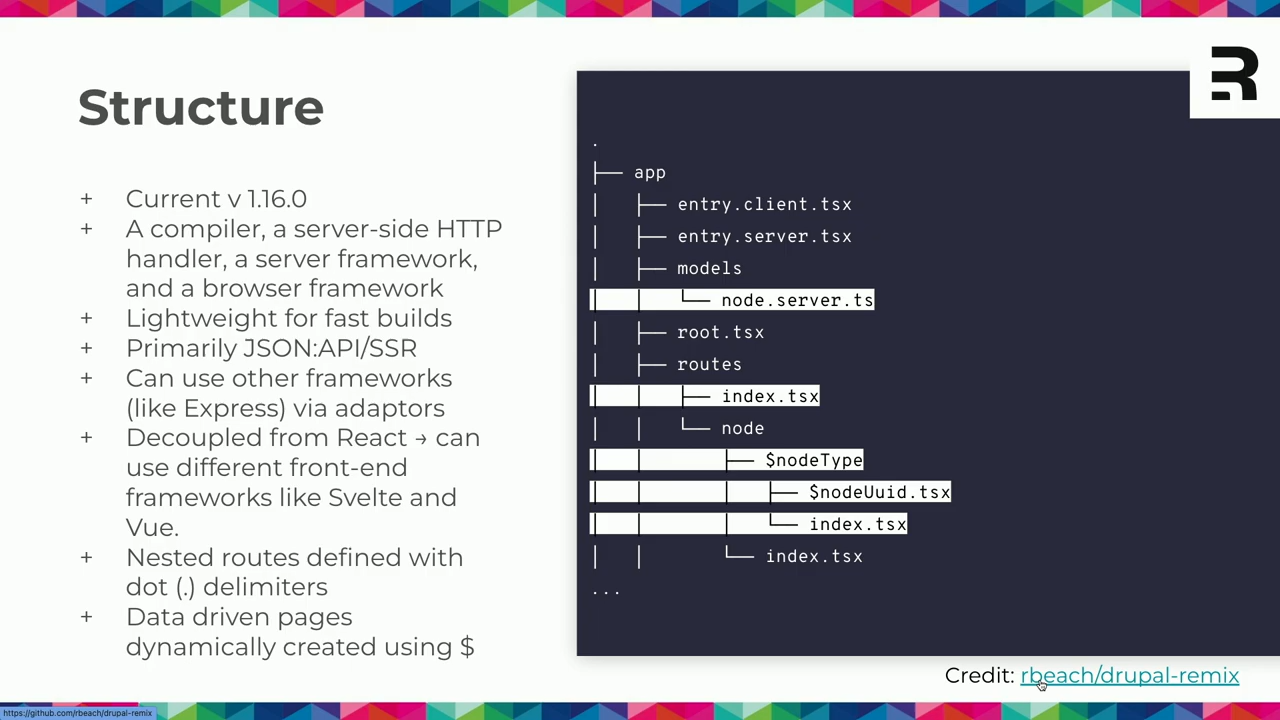 Structure
+ Current v 1.16.0
+ A compiler, a server-side HTTP
handler, a server framework,
and a browser framework
+ Lightweight for fast builds
+ Primarily JSON:API/SSR
+ Can use other frameworks
(like Express) via adaptors
+ Decoupled from React → can
use different front-end
frameworks like Svelte and
Vue.
+ Nested routes defined with
dot (.) delimiters
+ Data driven pages
dynamically created using $
R
.
├── app
│   ├── entry.client.tsx
│   ├── entry.server.tsx
│   ├── models
│   │   └── node.server.ts
│   ├── root.tsx
│   ├── routes
│   │   ├── index.tsx
│   │   └── node
│   │       ├── $nodeType
│   │       │   ├── $nodeUuid.tsx
│   │       │   └── index.tsx
│   │       └── index.tsx
...
Credit: rbeach/drupal-remix
https://github.com/rbeach/drupal-remix